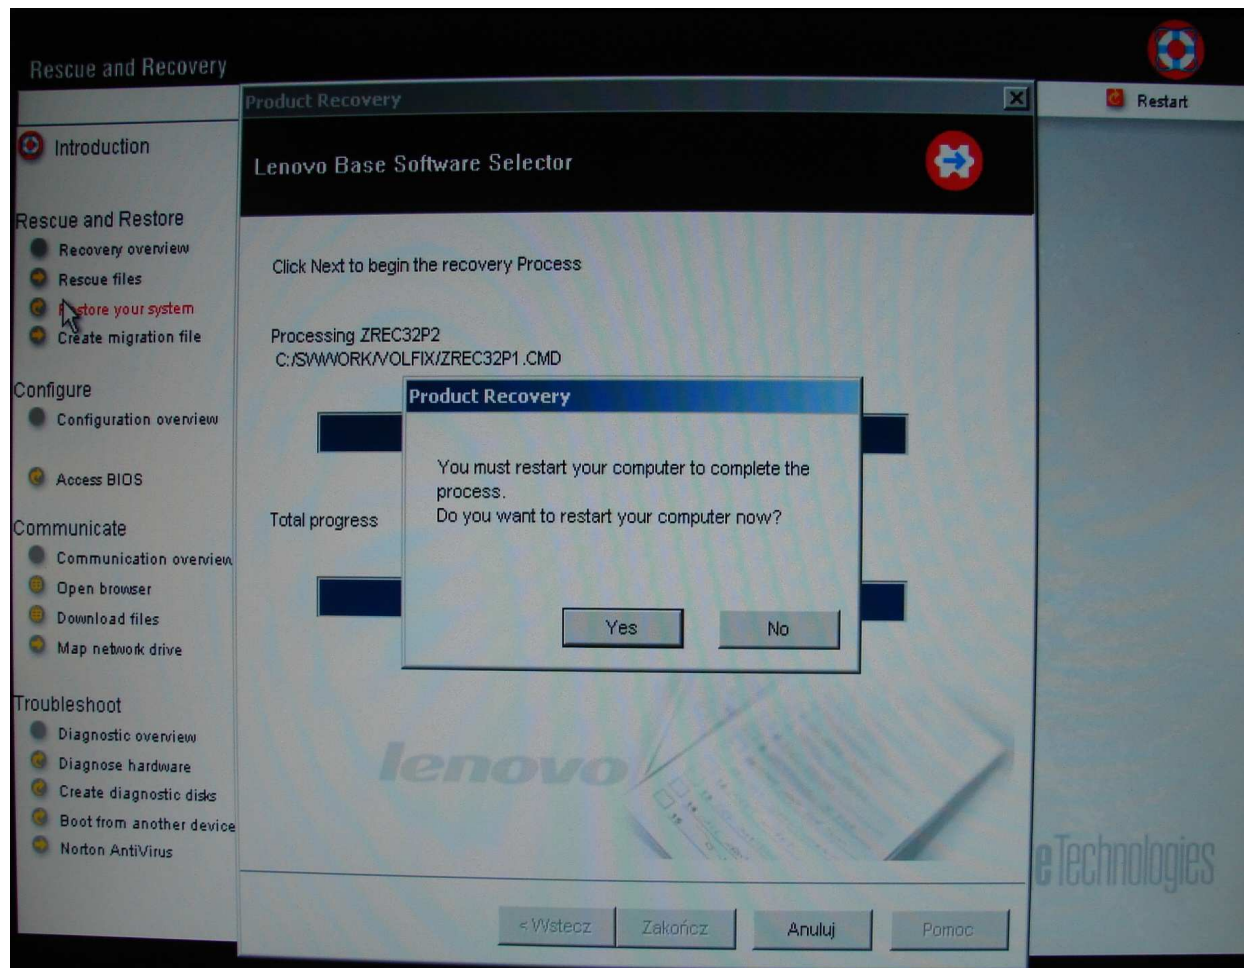 Rescue and Recovery
Restart
Introduction
Rescue and Restore
Recovery overview
Rescue files
Restore your system
Create migration file
Configure
Configuration overview
Access BIOS
Communicate
Communication overview
Open browser
Download files
Map network drive
Troubleshoot
Diagnostic overview
Diagnose hardware
Create diagnostic disks
Boot from another device
Norton AntiVirus
Product Recovery
Lenovo Base Software Selector
Click Next to begin the recovery Process
Processing ZREC32P2
C:/SWWORK/VOLFIX/ZREC32P1.CMD
Total progress
Product Recovery
You must restart your computer to complete the
process.
Do you want to restart your computer now?
Yes
No
lenovo
< Wstecz
Zakończ
Anuluj
Pomoc
e Technologies